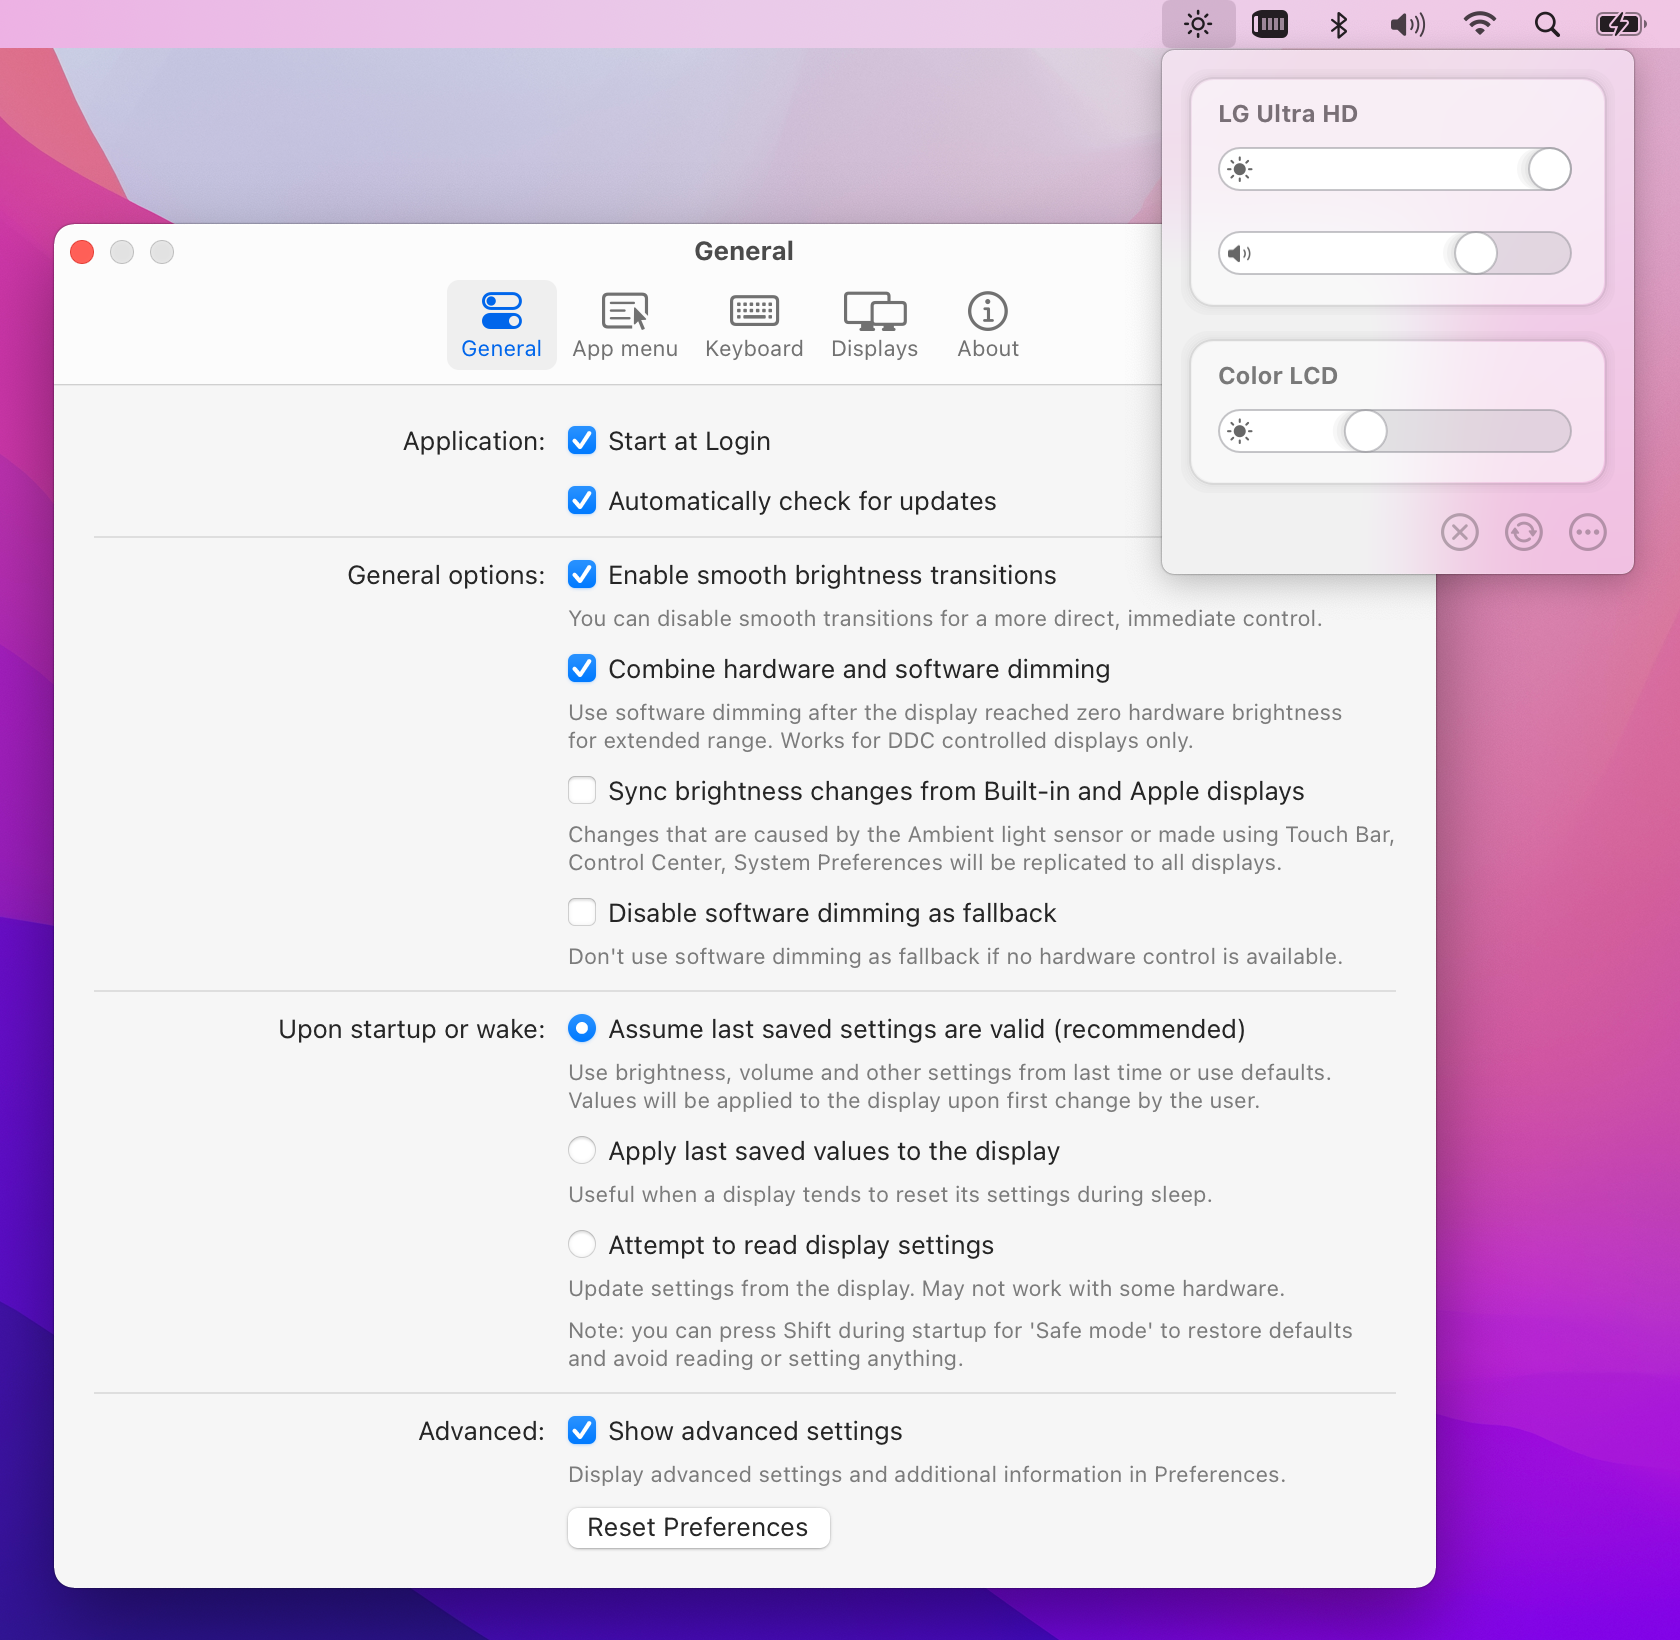 LG Ultra HD
Color LCD
General
General
App menu
Keyboard
Displays
About
Application:
Start at Login
Automatically check for updates
General options:
Enable smooth brightness transitions
You can disable smooth transitions for a more direct, immediate control.
Combine hardware and software dimming
Use software dimming after the display reached zero hardware brightness
for extended range. Works for DDC controlled displays only.
Sync brightness changes from Built-in and Apple displays
Changes that are caused by the Ambient light sensor or made using Touch Bar,
Control Center, System Preferences will be replicated to all displays.
Disable software dimming as fallback
Don't use software dimming as fallback if no hardware control is available.
Upon startup or wake:
Assume last saved settings are valid (recommended)
Use brightness, volume and other settings from last time or use defaults.
Values will be applied to the display upon first change by the user.
Apply last saved values to the display
Useful when a display tends to reset its settings during sleep.
Attempt to read display settings
Update settings from the display. May not work with some hardware.
Note: you can press Shift during startup for 'Safe mode' to restore defaults
and avoid reading or setting anything.
Advanced:
Show advanced settings
Display advanced settings and additional information in Preferences.
Reset Preferences